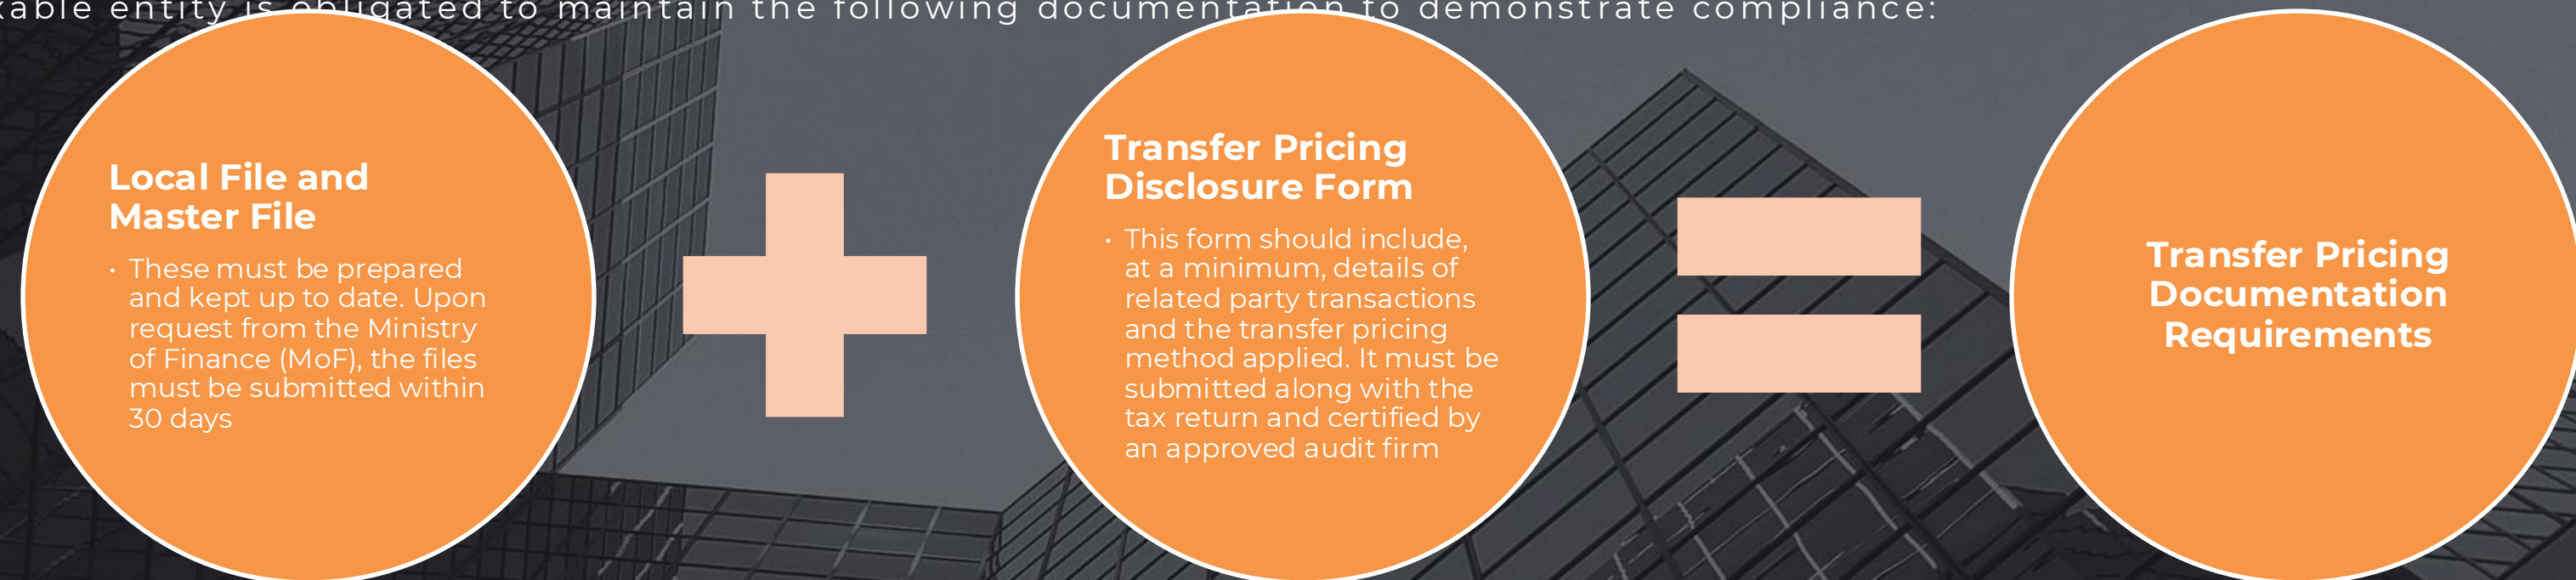 entity is obligated to maintain the following documentation to demonstrate compliance:
Local File and
Master File
• These must be prepared
and kept up to date. Upon
request from the Ministry
of Finance (MoF), the files
must be submitted within
30 days
Transfer Pricing
Disclosure Form
• This form should include,
at a minimum, details of
related party transactions
and the transfer pricing
method applied. It must be
submitted along with the
tax return and certified by
an approved audit firm
Transfer Pricing
Documentation
Requirements